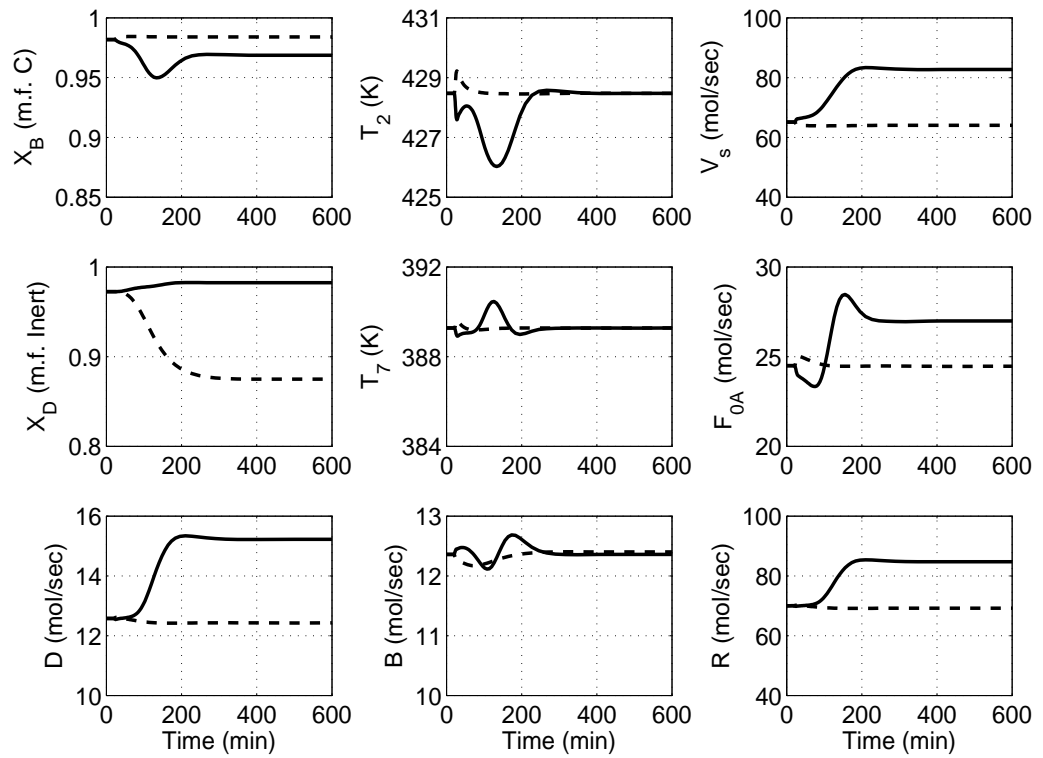 1
0.95
0.9
0.85
X_B (m.f. C)
0 200 400 600
431
429
427
425
T_2 (K)
0 200 400 600
100
80
60
40
V_s (mol/sec)
0 200 400 600
1
0.9
0.8
X_D (m.f. Inert)
0 200 400 600
392
388
384
T_7 (K)
0 200 400 600
30
25
20
F_0A (mol/sec)
0 200 400 600
16
14
12
10
D (mol/sec)
0 200 400 600
Time (min)
13
12
11
10
B (mol/sec)
0 200 400 600
Time (min)
100
80
60
40
R (mol/sec)
0 200 400 600
Time (min)